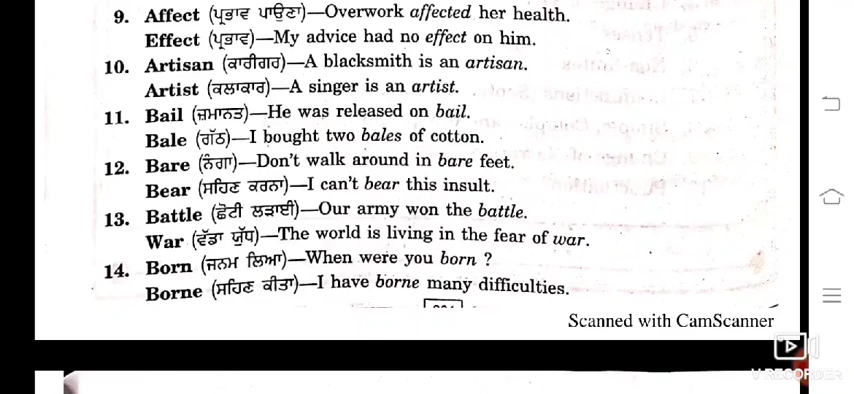 9. Affect (ਪ੍ਰਭਾਵ ਪਾਉਣਾ)—Overwork affected her health.
Effect (ਪ੍ਰਭਾਵ)—My advice had no effect on him.
10. Artisan (ਕਾਰੀਗਰ)—A blacksmith is an artisan.
Artist (ਕਲਾਕਾਰ)—A singer is an artist.
11. Bail (ਜ਼ਮਾਨਤ)—He was released on bail.
Bale (ਗੱਠ)—I bought two bales of cotton.
12. Bare (ਨੰਗਾ)—Don't walk around in bare feet.
Bear (ਸਹਿਣ ਕਰਨਾ)—I can't bear this insult.
13. Battle (ਛੋਟੀ ਲੜਾਈ)—Our army won the battle.
War (ਵੱਡਾ ਯੁੱਧ)—The world is living in the fear of war.
14. Born (ਜਨਮ ਲਿਆ)—When were you born ?
Borne (ਸਹਿਣ ਕੀਤਾ)—I have borne many difficulties.
Scanned with CamScanner
V RECORDER